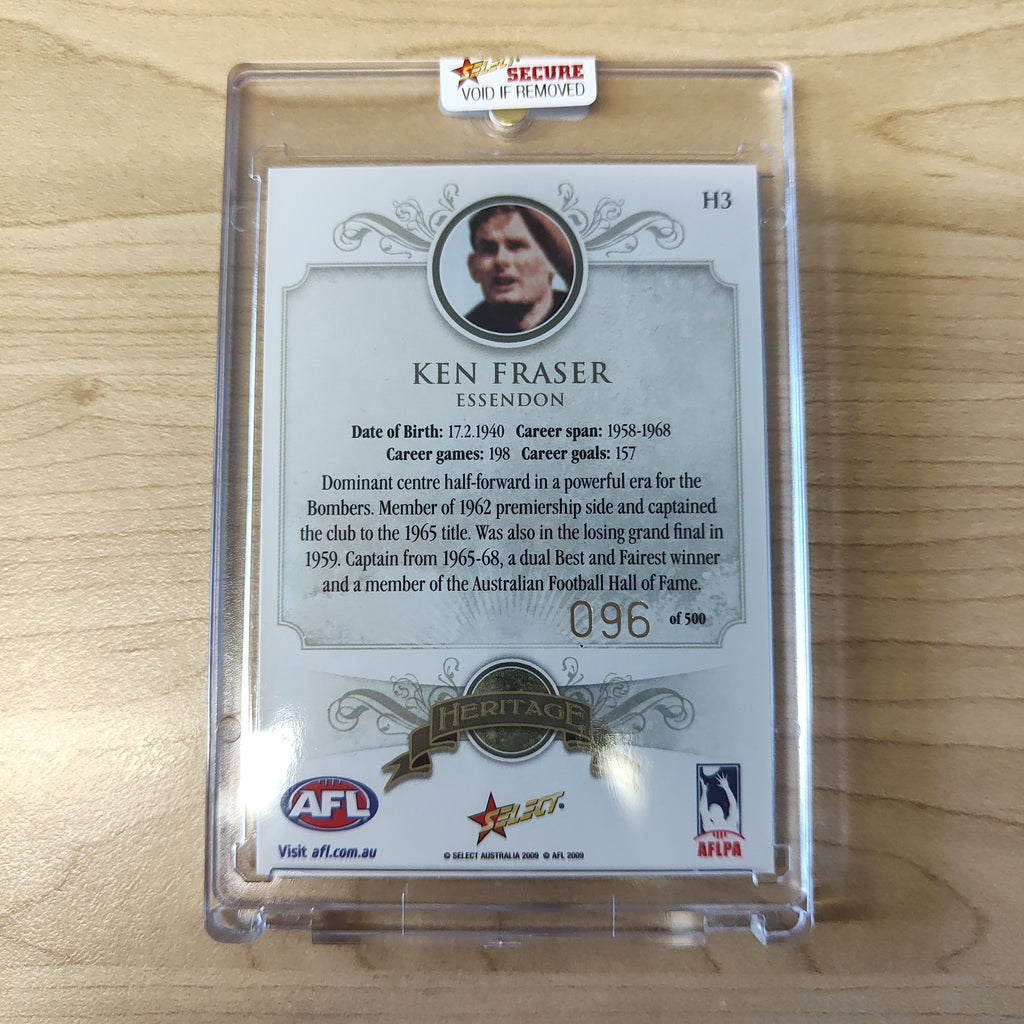 SELECT SECURE
VOID IF REMOVED
H3
KEN FRASER
ESSENDON
Date of Birth: 17.2.1940 Career span: 1958-1968
Career games: 198 Career goals: 157
Dominant centre half-forward in a powerful era for the
Bombers. Member of 1962 premiership side and captained
the club to the 1965 title. Was also in the losing grand final in
1959. Captain from 1965-68, a dual Best and Fairest winner
and a member of the Australian Football Hall of Fame.
096 of 500
HERITAGE
AFL
Visit afl.com.au
SELECT
© SELECT AUSTRALIA 2009 © AFL 2009
AFLPA